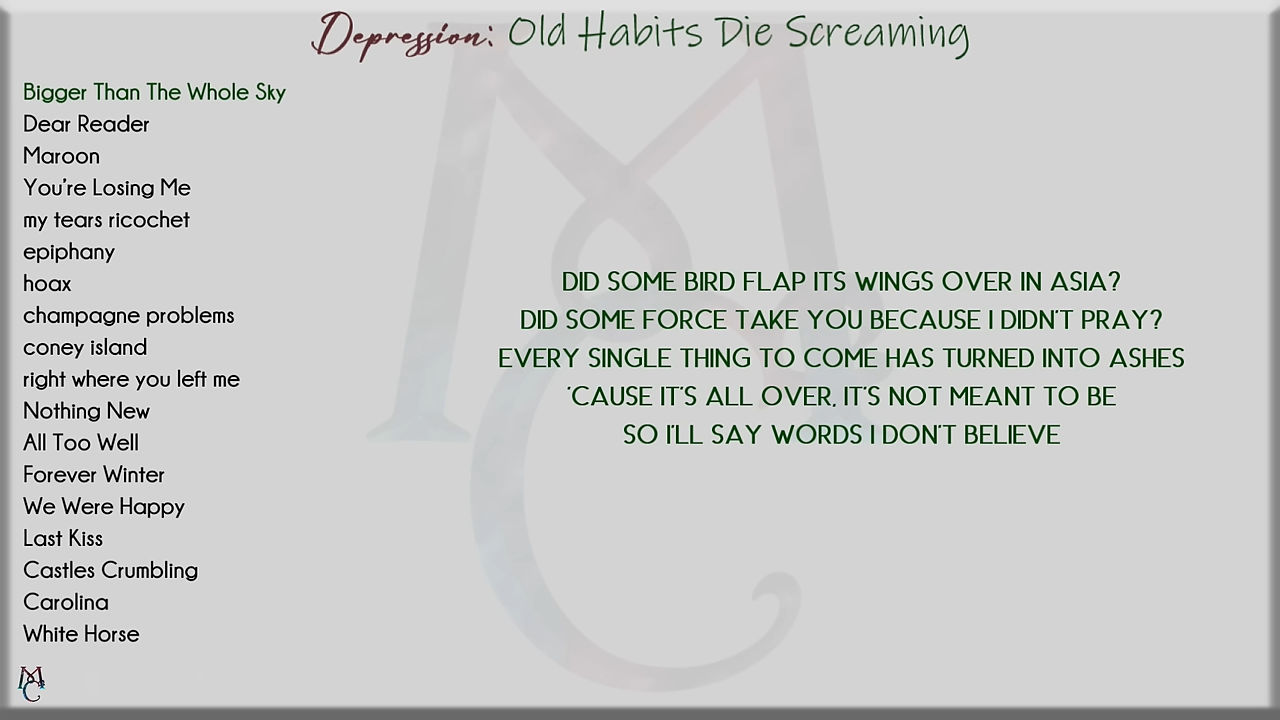 Depression: Old Habits Die Screaming
Bigger Than The Whole Sky
Dear Reader
Maroon
You're Losing Me
my tears ricochet
epiphany
hoax
champagne problems
coney island
right where you left me
Nothing New
All Too Well
Forever Winter
We Were Happy
Last Kiss
Castles Crumbling
Carolina
White Horse
DID SOME BIRD FLAP ITS WINGS OVER IN ASIA?
DID SOME FORCE TAKE YOU BECAUSE I DIDN'T PRAY?
EVERY SINGLE THING TO COME HAS TURNED INTO ASHES
'CAUSE IT'S ALL OVER, IT'S NOT MEANT TO BE
SO I'LL SAY WORDS I DON'T BELIEVE